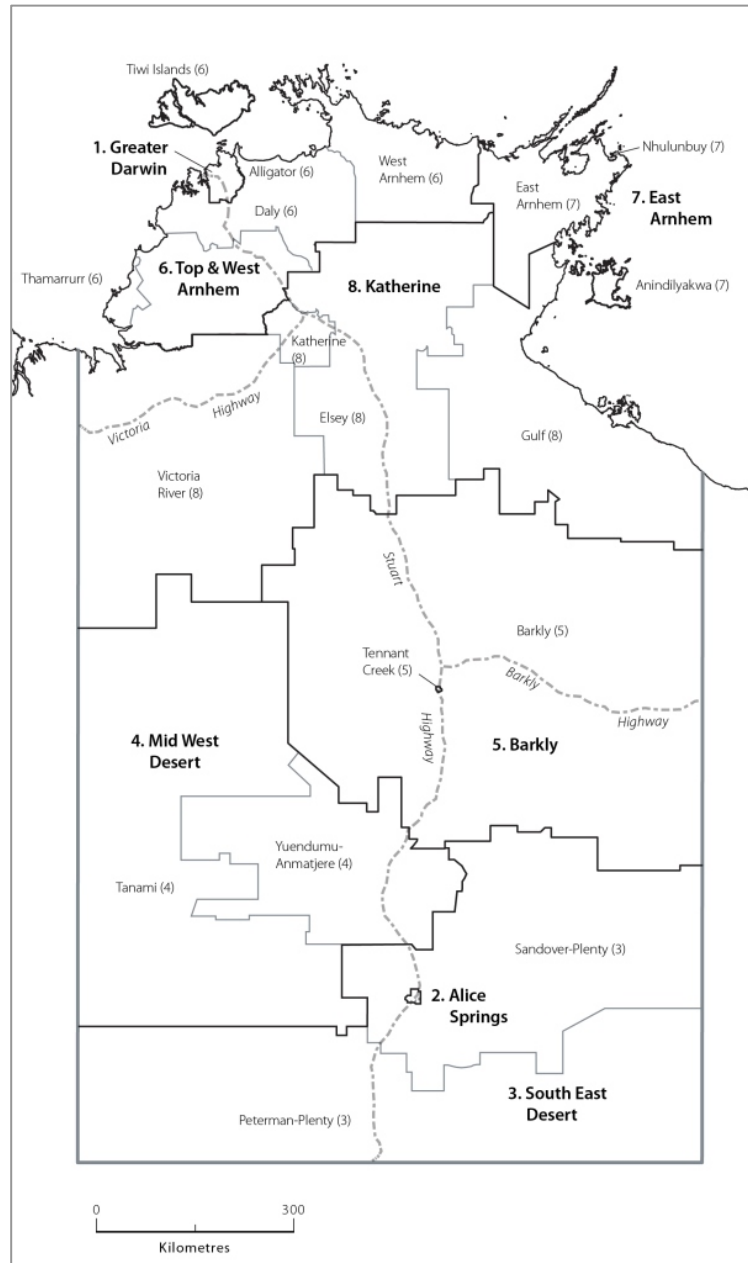 Tiwi Islands (6)
1. Greater
Darwin
Alligator (6)
West
Arnhem (6)
Nhulunbuy (7)
East
Arnhem (7)
7. East
Arnhem
Daly (6)
6. Top & West
Arnhem
Thamarrurr (6)
8. Katherine
Anindilyakwa (7)
Katherine
(8)
Victoria
Highway
Elsey (8)
Gulf (8)
Victoria
River (8)
Stuart
Highway
Barkly (5)
Tennant
Creek (5)
Barkly
Highway
4. Mid West
Desert
5. Barkly
Yuendumu-
Anmatjere (4)
Tanami (4)
Sandover-Plenty (3)
2. Alice
Springs
3. South East
Desert
Peterman-Plenty (3)
0
300
Kilometres